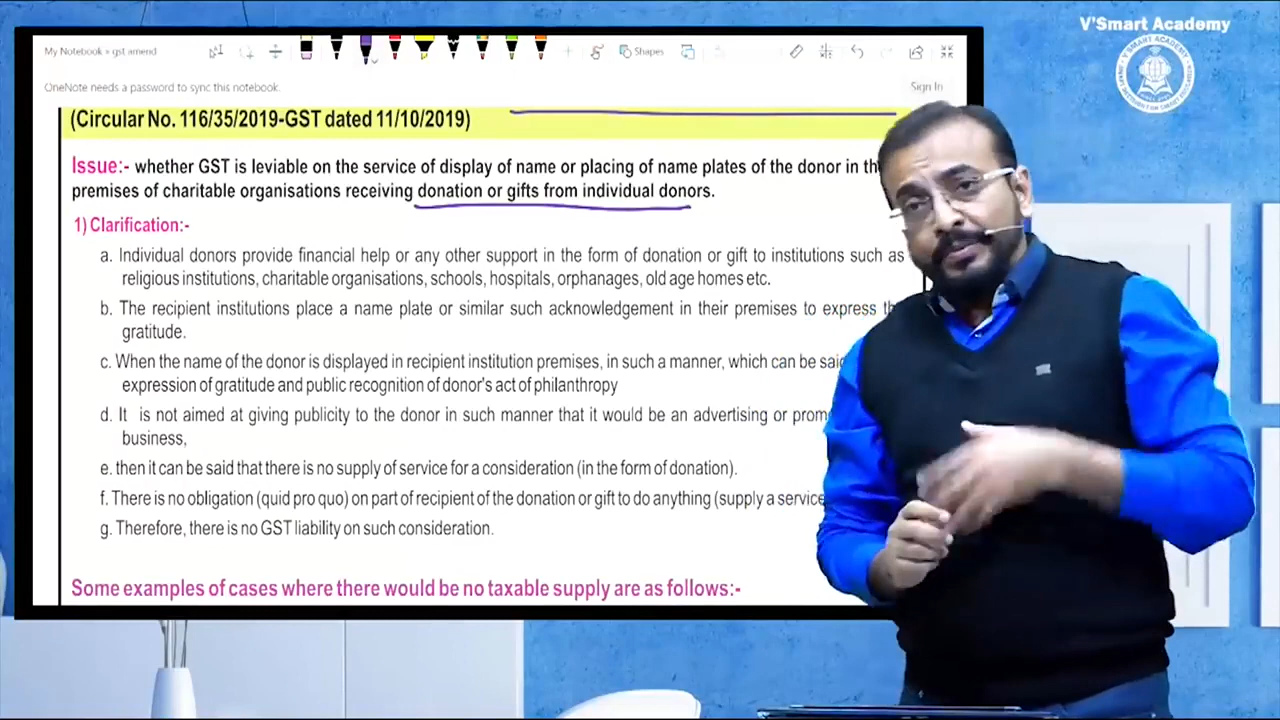 V'Smart Academy
My Notebook » gst amend
Shapes
OneNote needs a password to sync this notebook.
Sign In
(Circular No. 116/35/2019-GST dated 11/10/2019)
Issue:- whether GST is leviable on the service of display of name or placing of name plates of the donor in the
premises of charitable organisations receiving donation or gifts from individual donors.
1) Clarification:-
a. Individual donors provide financial help or any other support in the form of donation or gift to institutions such as
religious institutions, charitable organisations, schools, hospitals, orphanages, old age homes etc.
b. The recipient institutions place a name plate or similar such acknowledgement in their premises to express
gratitude.
c. When the name of the donor is displayed in recipient institution premises, in such a manner, which can be said
expression of gratitude and public recognition of donor's act of philanthropy
d. It is not aimed at giving publicity to the donor in such manner that it would be an advertising or
business,
e. then it can be said that there is no supply of service for a consideration (in the form of donation).
f. There is no obligation (quid pro quo) on part of recipient of the donation or gift to do anything (supply a service
g. Therefore, there is no GST liability on such consideration.
Some examples of cases where there would be no taxable supply are as follows:-